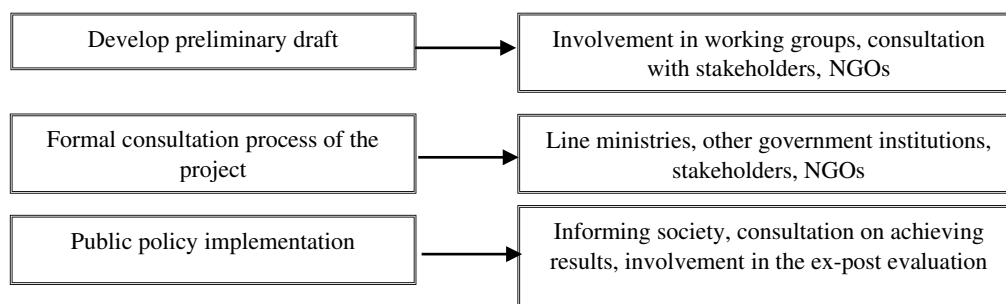 Develop preliminary draft
Involvement in working groups, consultation
with stakeholders, NGOs
Formal consultation process of the
project
Line ministries, other government institutions,
stakeholders, NGOs
Public policy implementation
Informing society, consultation on achieving
results, involvement in the ex-post evaluation